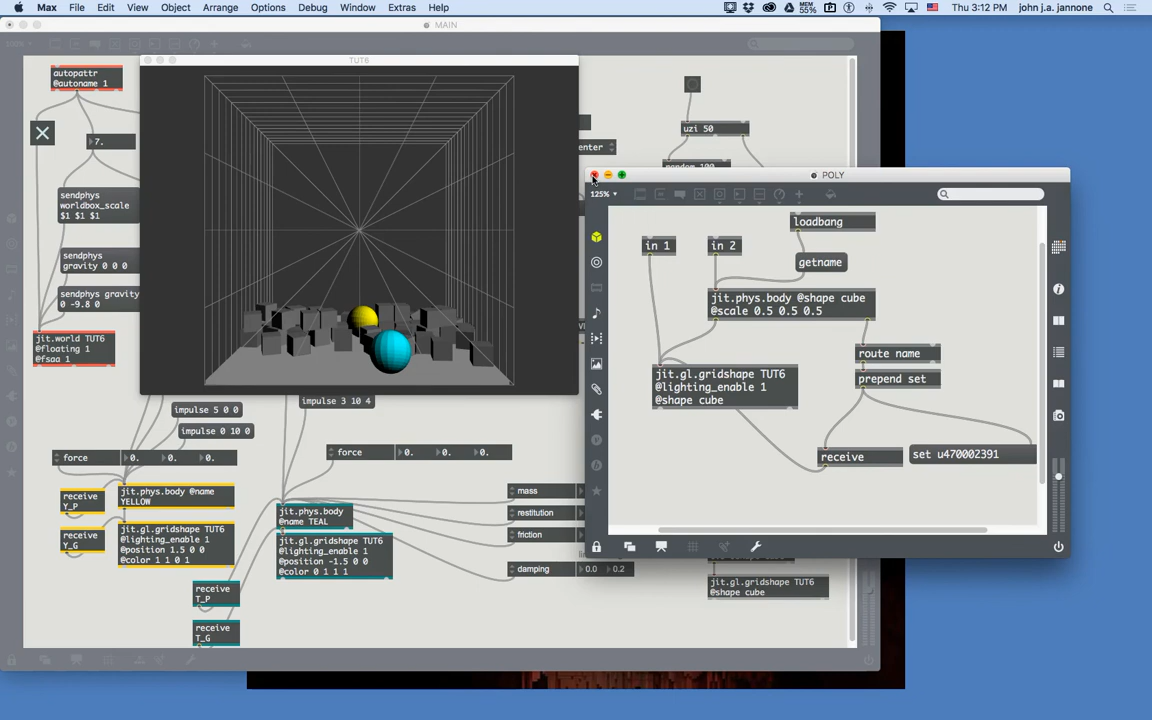 Max File Edit View Object Arrange Options Debug Window Extras Help
MEM 55%
Thu 3:12 PM john j.a. jannone
MAIN
autopattr
@autoname 1
7.
sendphys
worldbox_scale
$1 $1 $1
sendphys
gravity 0 0 0
sendphys gravity
0 -9.8 0
jit.world TUT6
@floating 1
@fsaa 1
TUT6
enter
uzi 50
random 100
impulse 5 0 0
impulse 0 10 0
impulse 3 10 4
force 0. 0. 0.
force 0. 0. 0.
receive
Y_P
jit.phys.body @name
YELLOW
receive
Y_G
jit.gl.gridshape TUT6
@lighting_enable 1
@position 1.5 0 0
@color 1 1 0 1
jit.phys.body
@name TEAL
jit.gl.gridshape TUT6
@lighting_enable 1
@position -1.5 0 0
@color 0 1 1 1
receive
T_P
receive
T_G
mass
restitution
friction
damping 0.0 0.2
jit.gl.gridshape TUT6
@shape cube
POLY
125%
loadbang
in 1
in 2
getname
jit.phys.body @shape cube
@scale 0.5 0.5 0.5
route name
jit.gl.gridshape TUT6
@lighting_enable 1
@shape cube
prepend set
receive
set u470002391